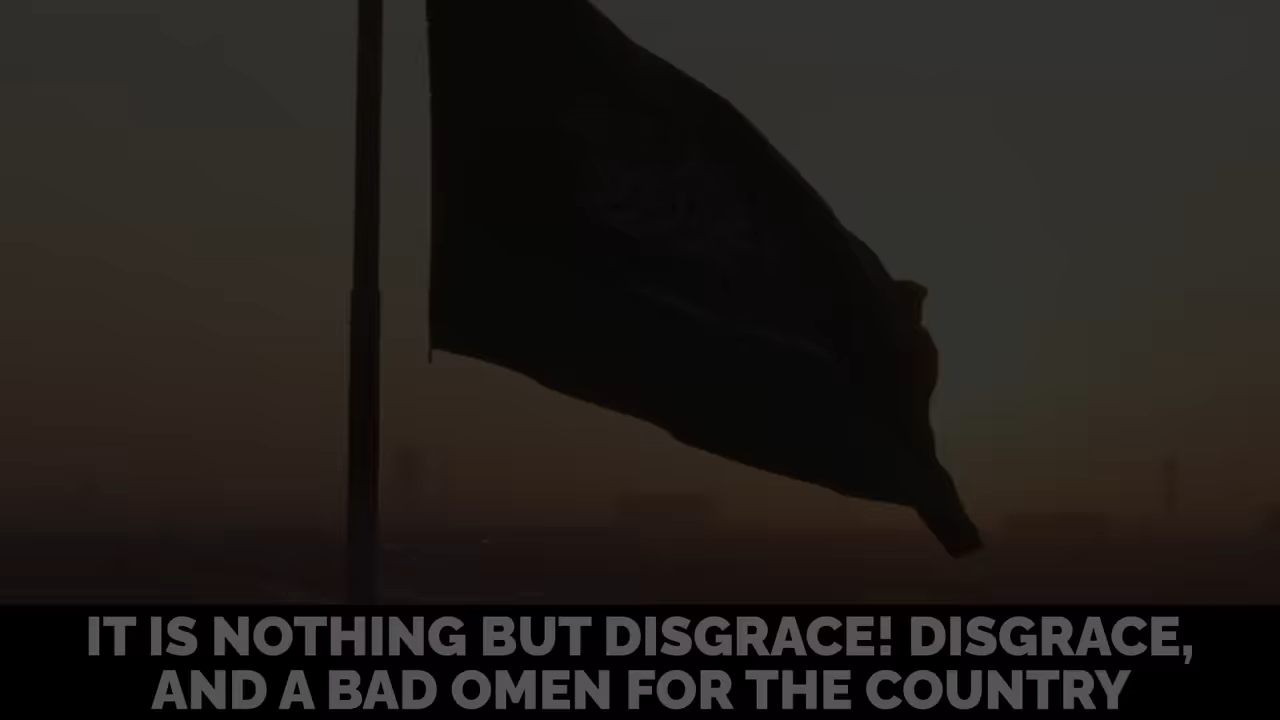 IT IS NOTHING BUT DISGRACE! DISGRACE,
AND A BAD OMEN FOR THE COUNTRY